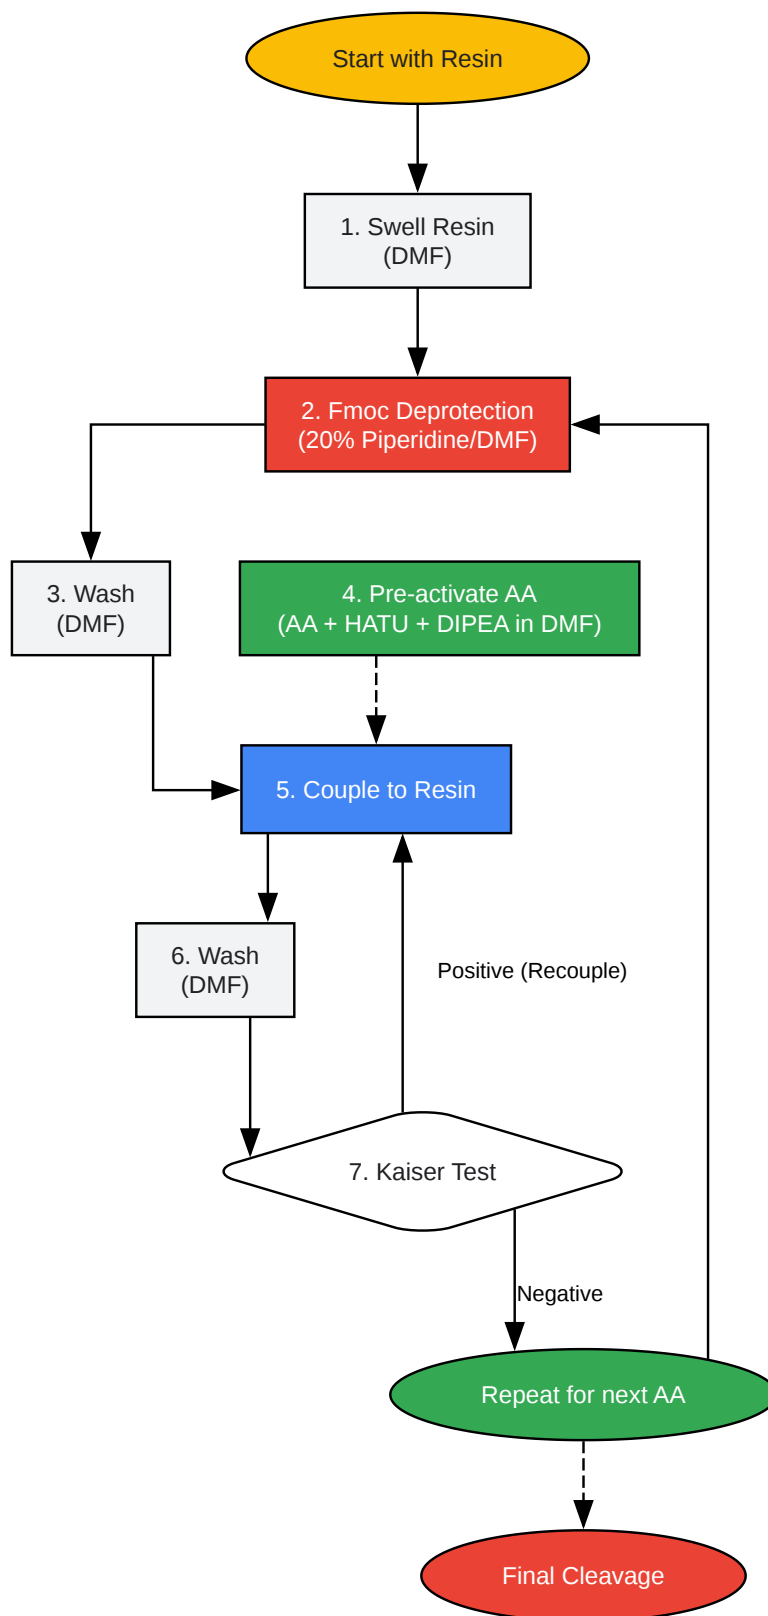 Start with Resin
1. Swell Resin
(DMF)
2. Fmoc Deprotection
(20% Piperidine/DMF)
3. Wash
(DMF)
4. Pre-activate AA
(AA + HATU + DIPEA in DMF)
5. Couple to Resin
6. Wash
(DMF)
Positive (Recouple)
7. Kaiser Test
Negative
Repeat for next AA
Final Cleavage